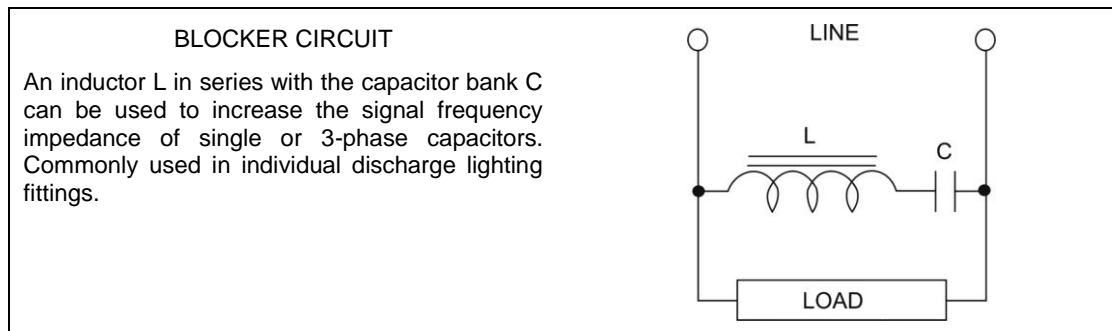 BLOCKER CIRCUIT
An inductor L in series with the capacitor bank C
can be used to increase the signal frequency
impedance of single or 3-phase capacitors.
Commonly used in individual discharge lighting
fittings.
LINE
L
C
LOAD